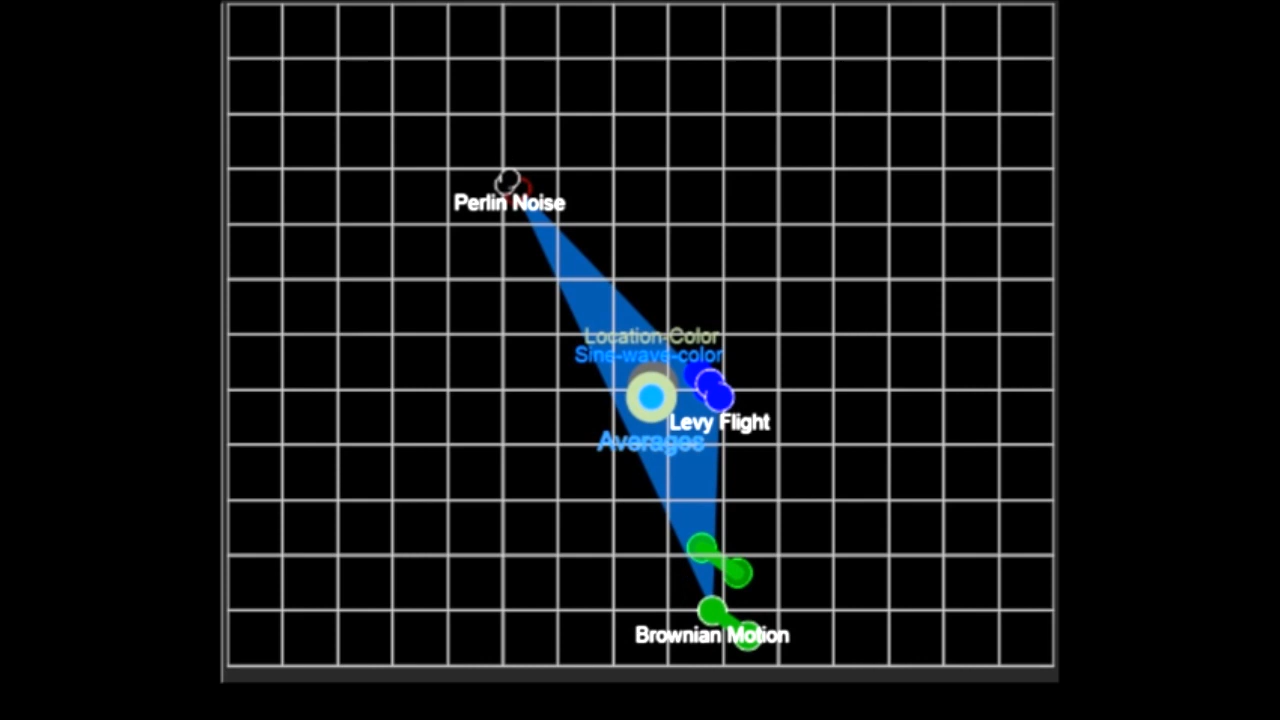 Perlin Noise
Location-Color
Sine-wave-color
Levy Flight
Averages
Brownian Motion